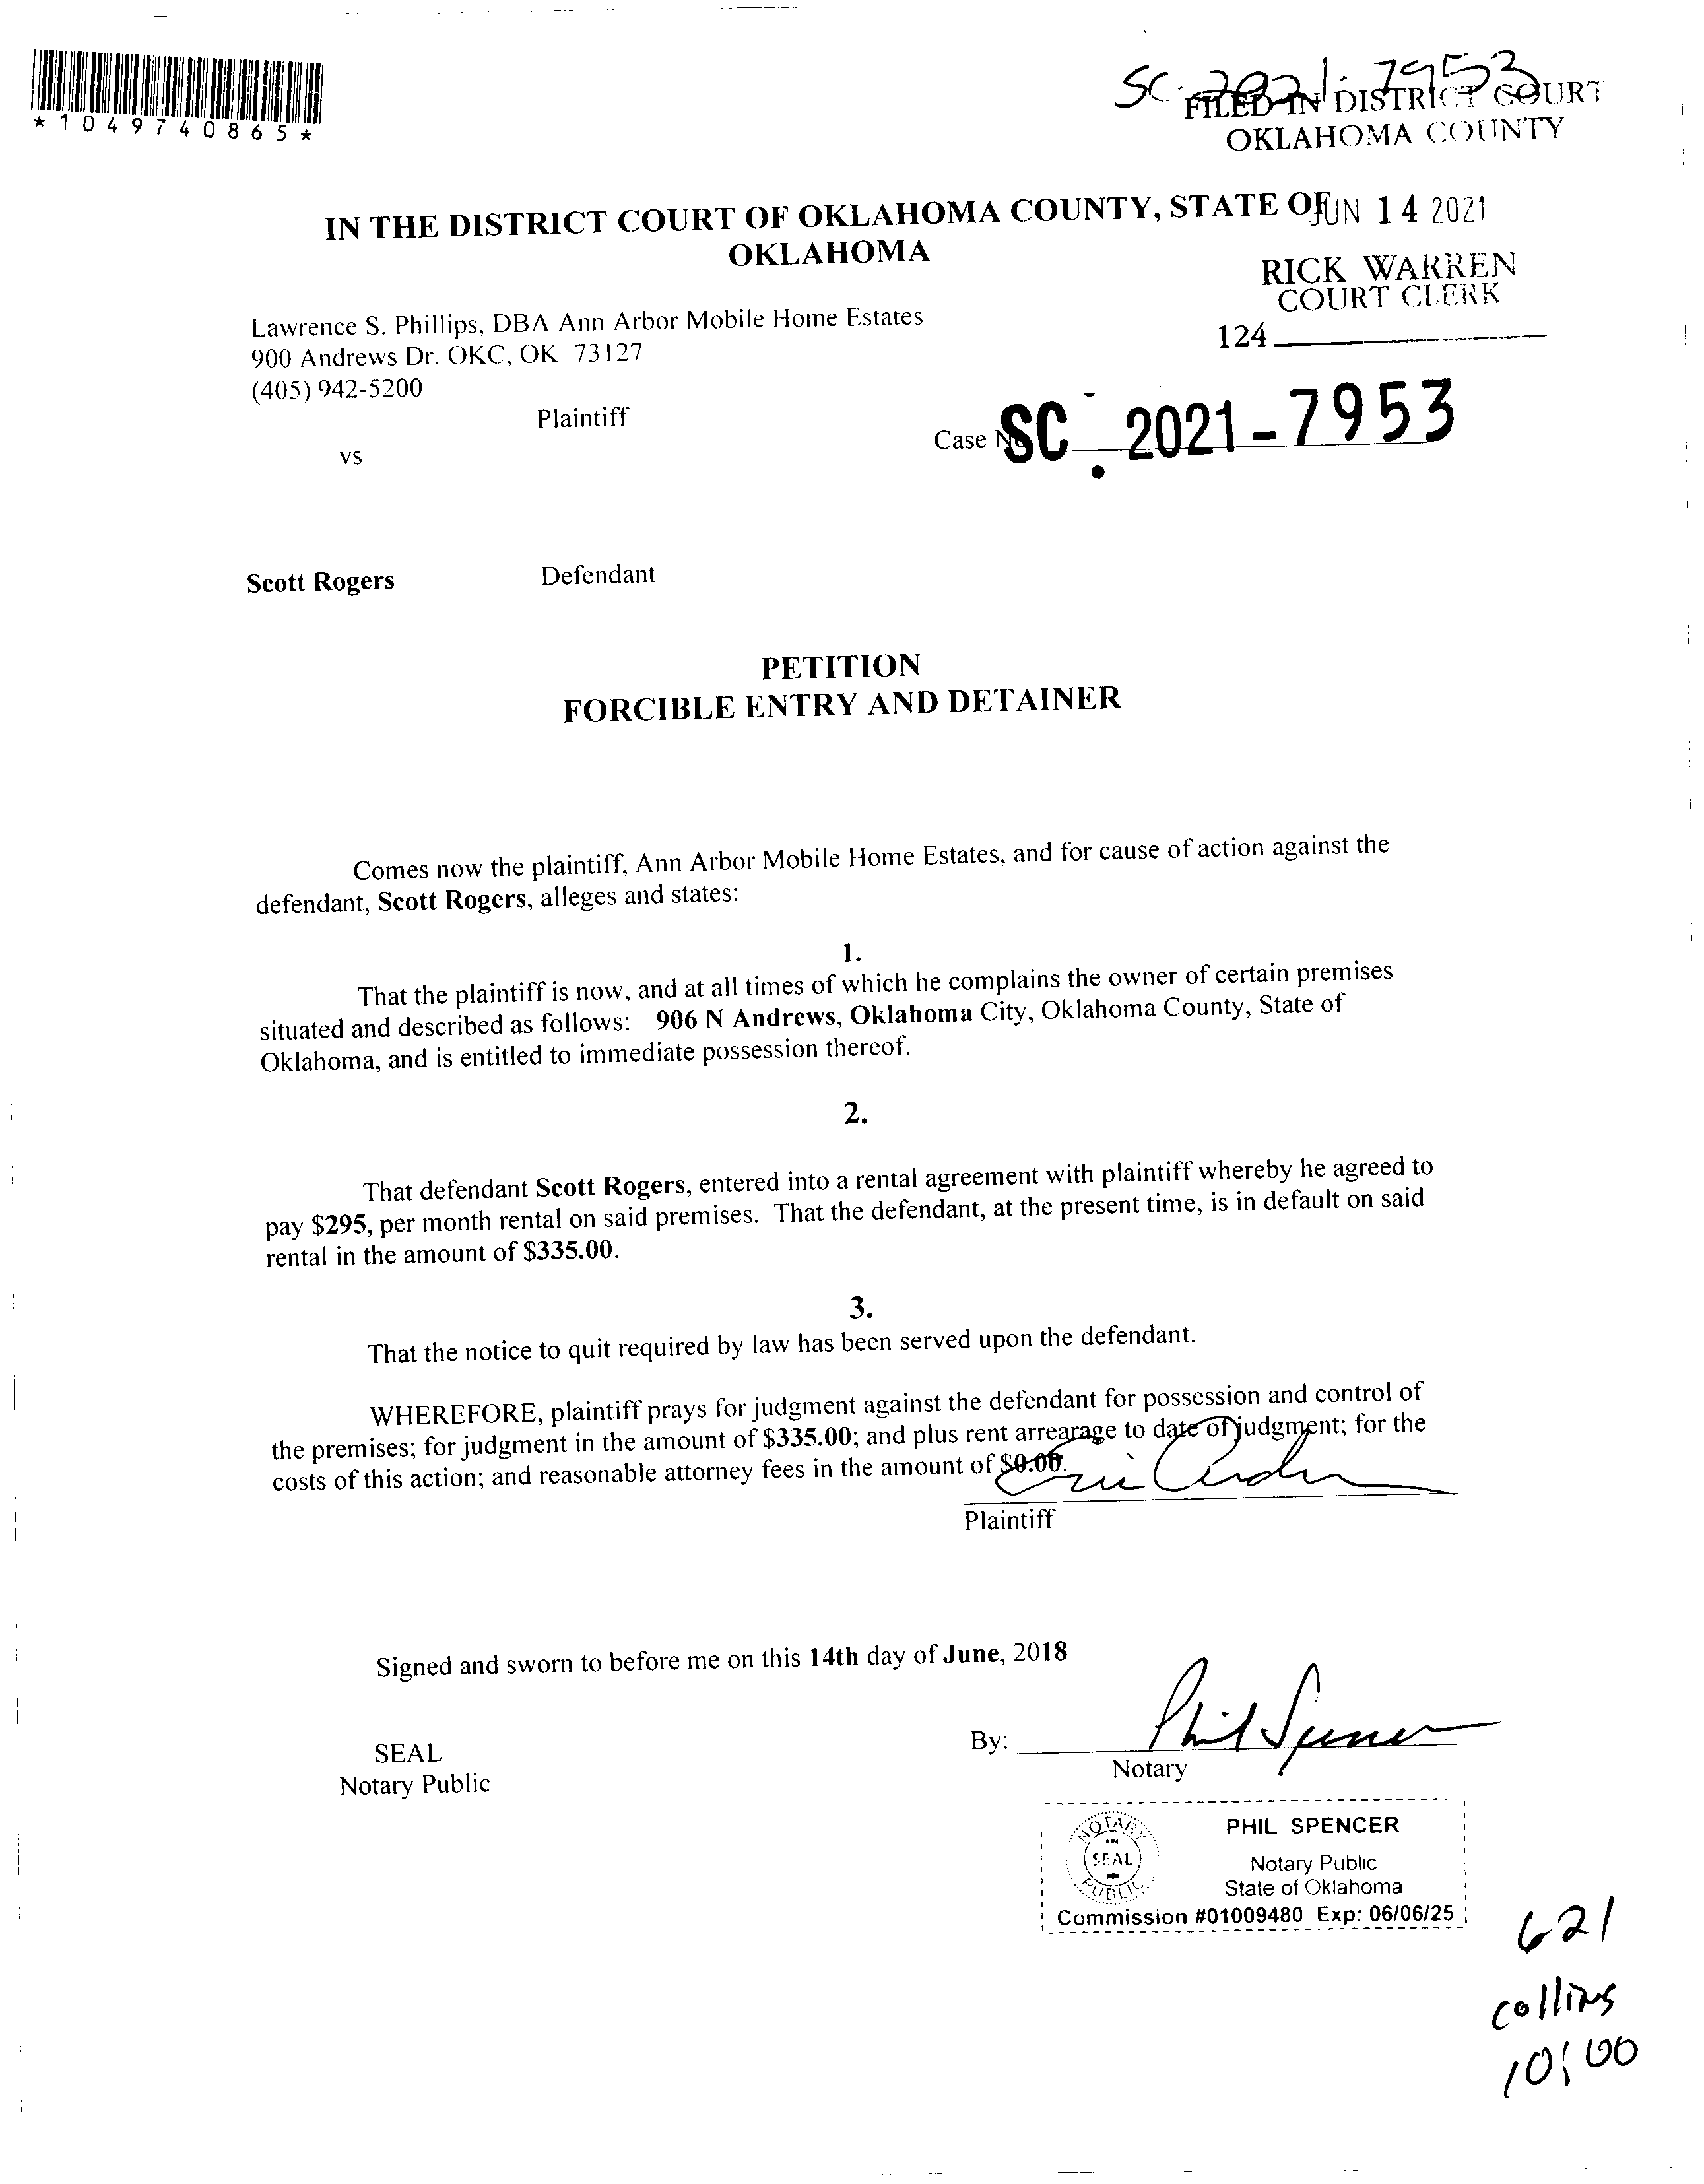 *1049740865*
SC-2021-7953
FILED IN DISTRICT COURT
OKLAHOMA COUNTY
IN THE DISTRICT COURT OF OKLAHOMA COUNTY, STATE OF
JUN 14 2021
OKLAHOMA
RICK WARREN
COURT CLERK
124
Lawrence S. Phillips, DBA Ann Arbor Mobile Home Estates
900 Andrews Dr. OKC, OK 73127
(405) 942-5200
Plaintiff
Case No. SC 2021-7953
vs
Scott Rogers Defendant
PETITION
FORCIBLE ENTRY AND DETAINER
Comes now the plaintiff, Ann Arbor Mobile Home Estates, and for cause of action against the
defendant, Scott Rogers, alleges and states:
1.
That the plaintiff is now, and at all times of which he complains the owner of certain premises
situated and described as follows: 906 N Andrews, Oklahoma City, Oklahoma County, State of
Oklahoma, and is entitled to immediate possession thereof.
2.
That defendant Scott Rogers, entered into a rental agreement with plaintiff whereby he agreed to
pay $295, per month rental on said premises. That the defendant, at the present time, is in default on said
rental in the amount of $335.00.
3.
That the notice to quit required by law has been served upon the defendant.
WHEREFORE, plaintiff prays for judgment against the defendant for possession and control of
the premises; for judgment in the amount of $335.00; and plus rent arrearage to date of judgment; for the
costs of this action; and reasonable attorney fees in the amount of $0.00.
Plaintiff
Signed and sworn to before me on this 14th day of June, 2018
By: Phil Spencer
SEAL
Notary
Notary Public
NOTARY
SEAL
PUBLIC
PHIL SPENCER
Notary Public
State of Oklahoma
Commission #01009480 Exp: 06/06/25
621
collins
10:00